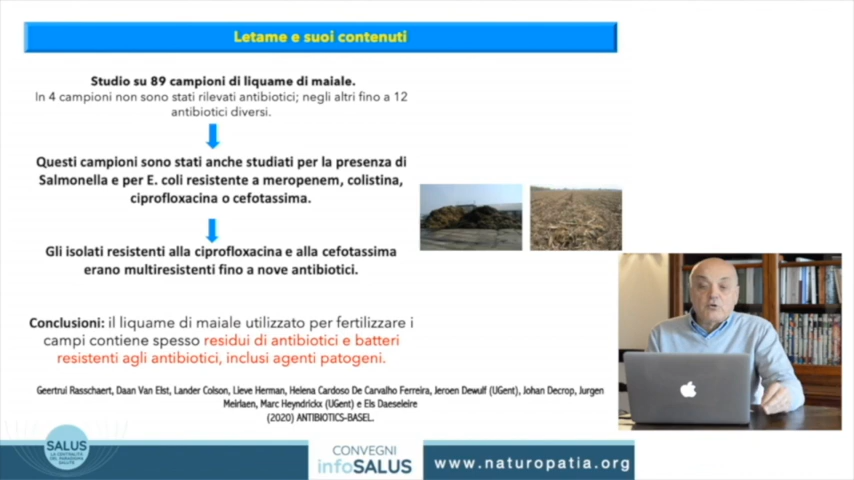 Letame e suoi contenuti
Studio su 89 campioni di liquame di maiale.
In 4 campioni non sono stati rilevati antibiotici; negli altri fino a 12
antibiotici diversi.
Questi campioni sono stati anche studiati per la presenza di
Salmonella e per E. coli resistente a meropenem, colistina,
ciprofloxacina o cefotassima.
Gli isolati resistenti alla ciprofloxacina e alla cefotassima
erano multiresistenti fino a nove antibiotici.
Conclusioni: il liquame di maiale utilizzato per fertilizzare i
campi contiene spesso residui di antibiotici e batteri
resistenti agli antibiotici, inclusi agenti patogeni.
Geertrui Rasschaert, Daan Van Elst, Lander Colson, Lieve Herman, Helena Cardoso De Carvalho Ferreira, Jeroen Dewulf (UGent), Johan Decrop, Jurgen
Meirlaen, Marc Heyndrickx (UGent) e Els Daeseleire
(2020) ANTIBIOTICS-BASEL.
SALUS
LA CENTRALITÀ
DEL PARADIGMA
SALUTE
CONVEGNI
infoSALUS
www.naturopatia.org